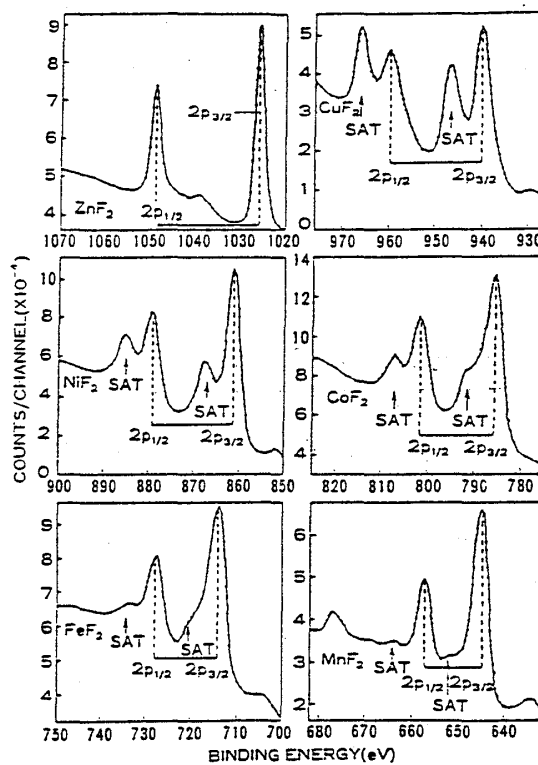 COUNTS/CHANNEL(X10⁻⁴)
9
8
7
6
5
4
2p3/2
2p1/2
ZnF2
1070 1060 1050 1040 1030 1020
5
4
3
2
1
0
CuF2
SAT
SAT
2p1/2 2p3/2
970 960 950 940 930
10
8
6
4
2
0
NiF2
SAT
SAT
2p1/2 2p3/2
900 890 880 870 860 850
14
12
10
8
6
4
CoF2
SAT
SAT
2p1/2 2p3/2
820 800 780 776
9
8
7
6
5
4
FeF2
SAT
SAT
2p1/2 2p3/2
750 740 730 720 710 700
6
5
4
3
2
MnF2
SAT
2p1/2 2p3/2
SAT
680 670 660 650 640
BINDING ENERGY(eV)